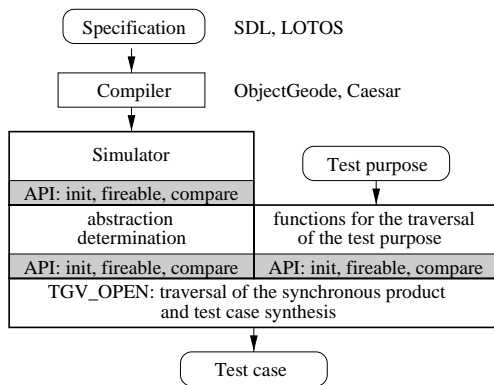 Specification
SDL, LOTOS
Compiler
ObjectGeode, Caesar
Simulator
Test purpose
API: init, fireable, compare
abstraction
determination
functions for the traversal
of the test purpose
API: init, fireable, compare
API: init, fireable, compare
TGV_OPEN: traversal of the synchronous product
and test case synthesis
Test case